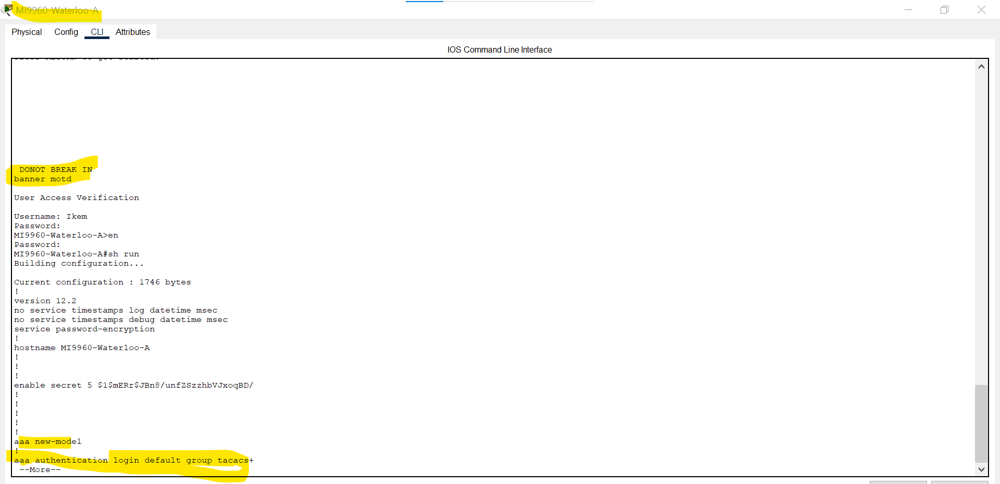 MI9960-Waterloo-A
Physical Config CLI Attributes
IOS Command Line Interface
DONOT BREAK IN
banner motd
User Access Verification
Username: Ikem
Password:
MI9960-Waterloo-A>en
Password:
MI9960-Waterloo-A#sh run
Building configuration...
Current configuration : 1746 bytes
!
version 12.2
no service timestamps log datetime msec
no service timestamps debug datetime msec
service password-encryption
!
hostname MI9960-Waterloo-A
!
!
!
enable secret 5 $1$mERr$JBn8/unfZSzzhbVJxoqBD/
!
!
!
!
!
aaa new-model
!
aaa authentication login default group tacacs+
--More--